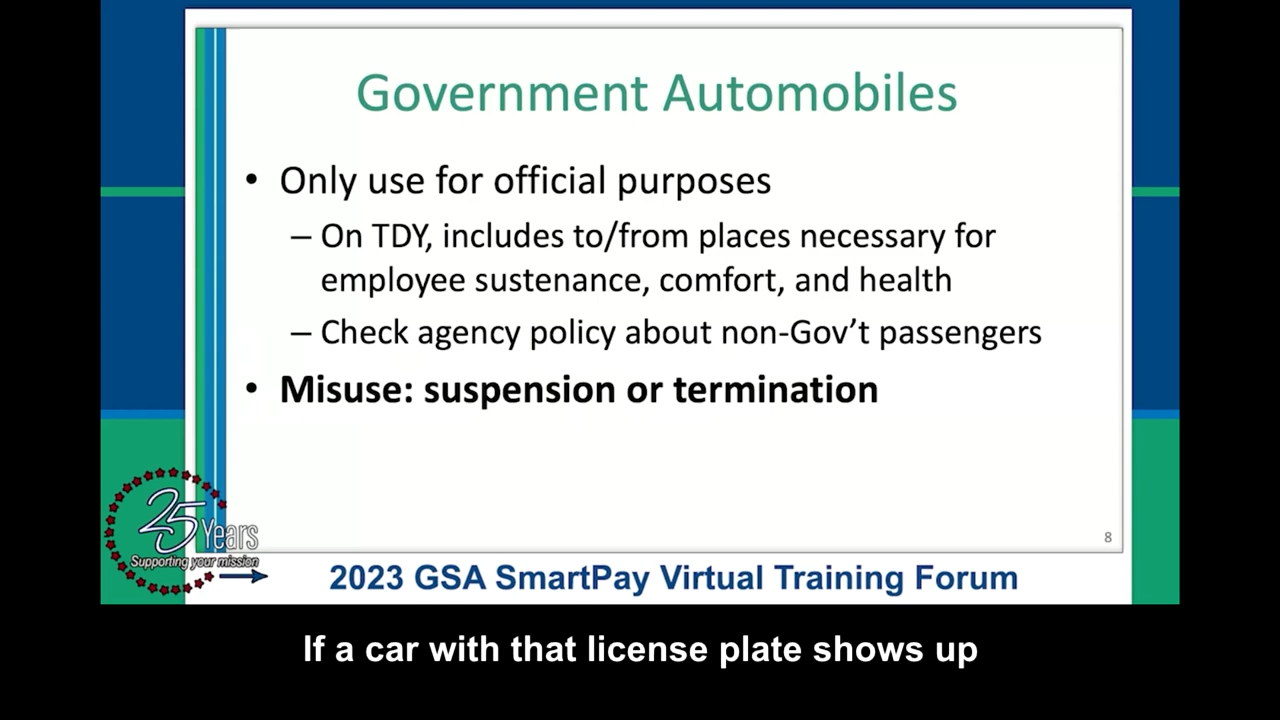 Government Automobiles
• Only use for official purposes
– On TDY, includes to/from places necessary for
employee sustenance, comfort, and health
– Check agency policy about non-Gov’t passengers
• Misuse: suspension or termination
25 Years
Supporting your mission
8
2023 GSA SmartPay Virtual Training Forum
If a car with that license plate shows up